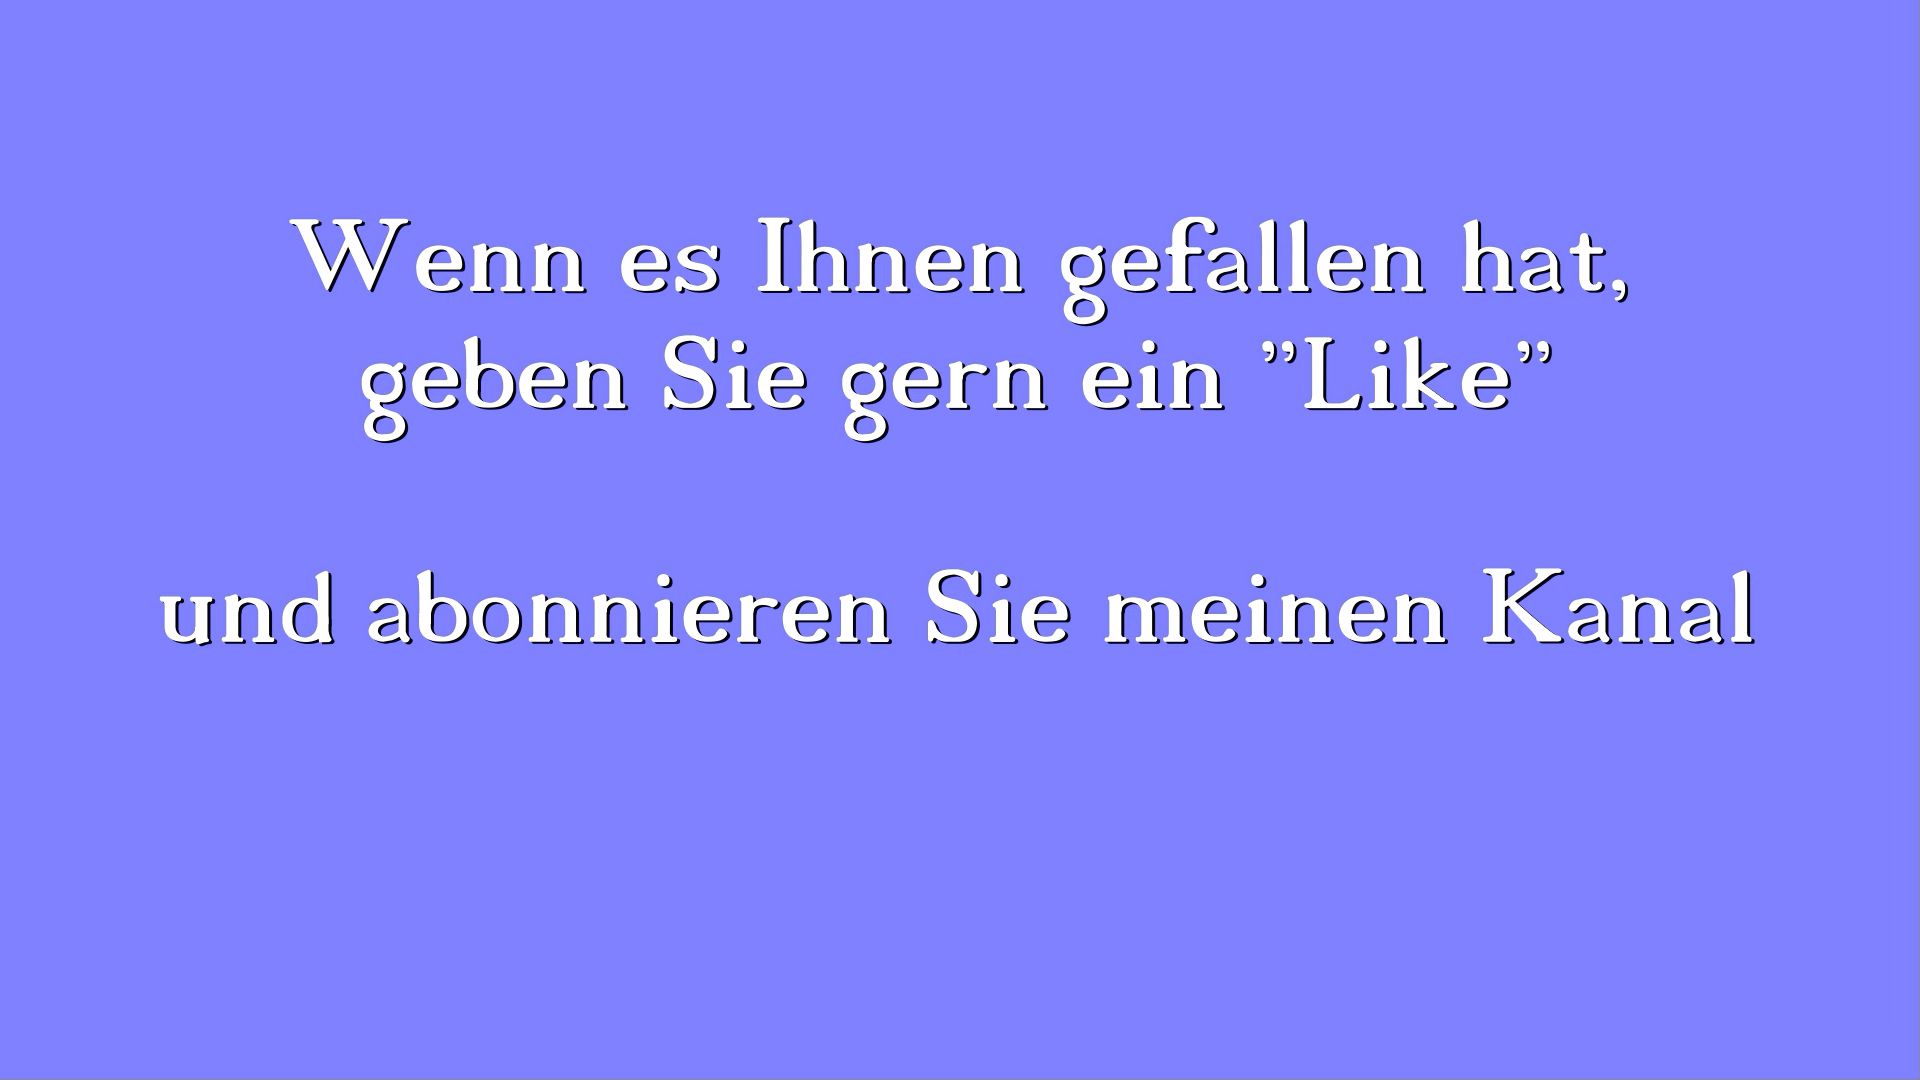 Wenn es Ihnen gefallen hat,
geben Sie gern ein ”Like”
und abonnieren Sie meinen Kanal